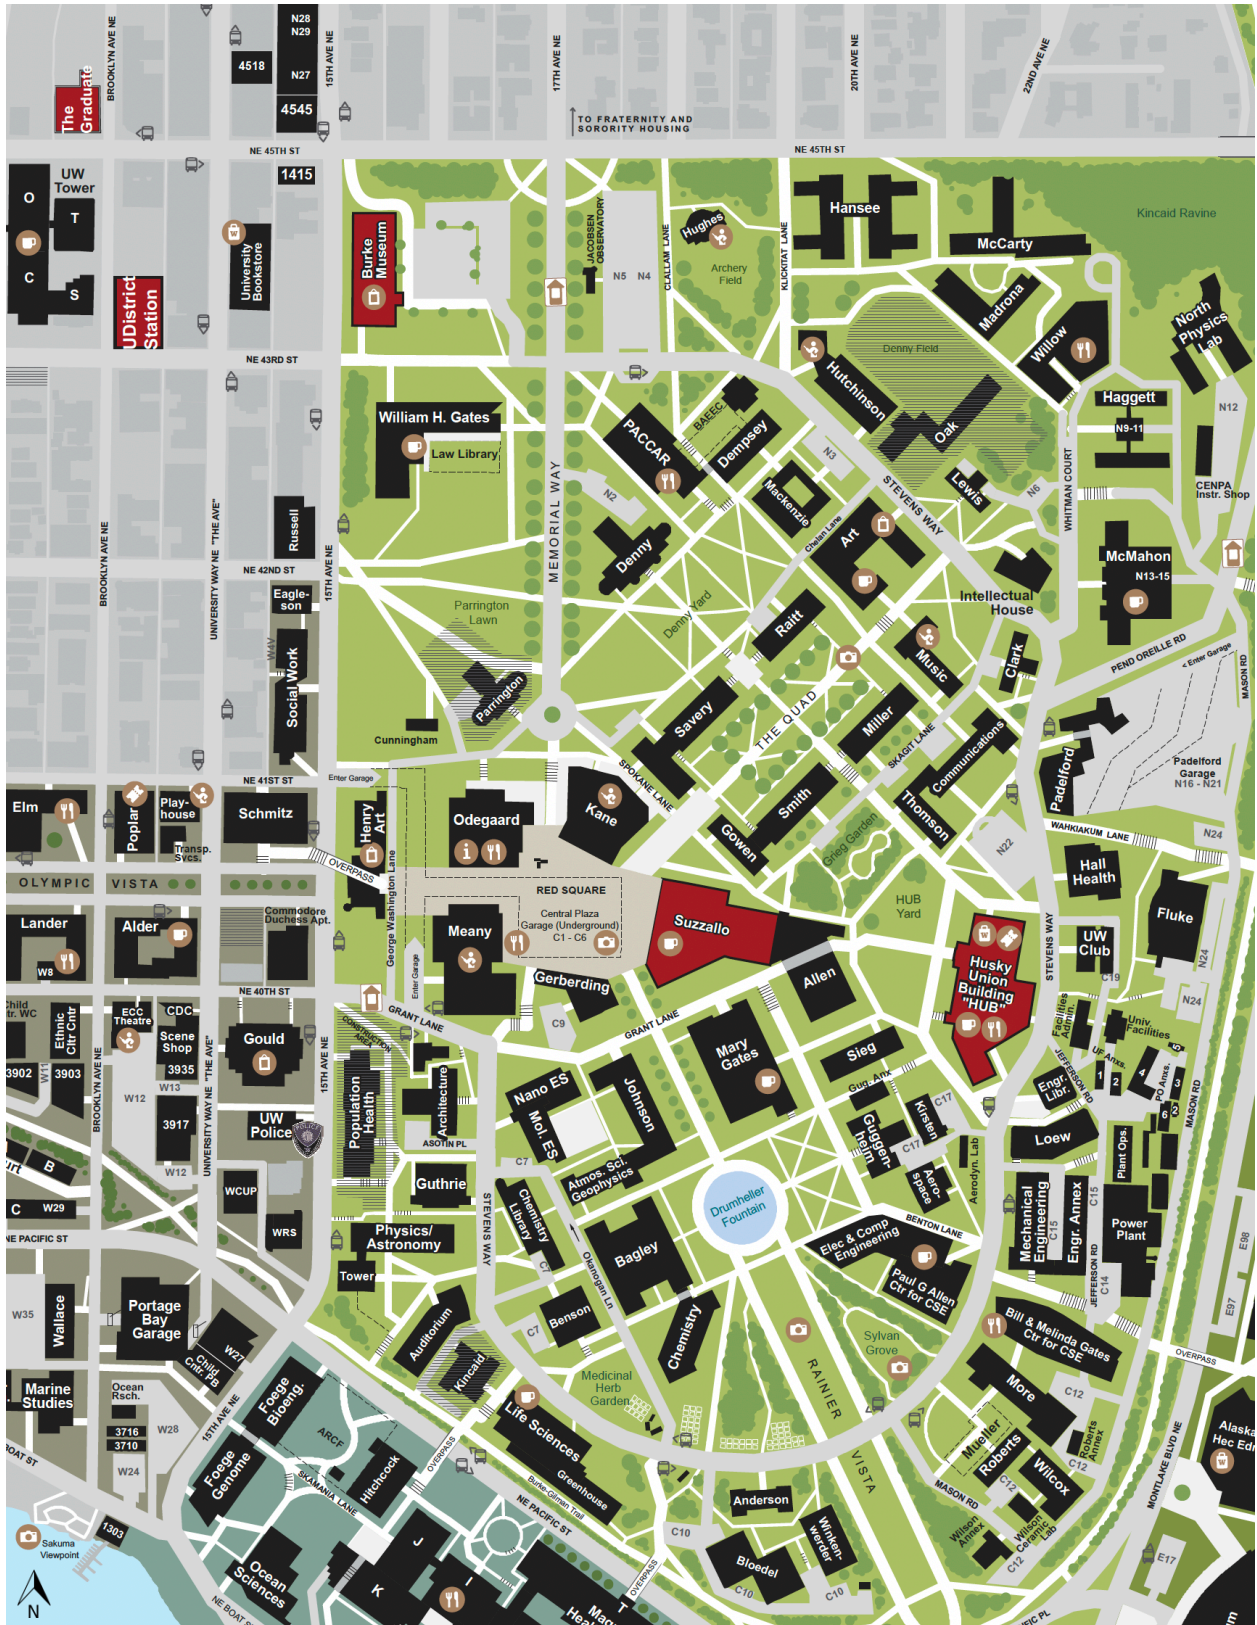 N28
N29
N27
4518
4545
The
Graduate
BROOKLYN AVE NE
15TH AVE NE
17TH AVE NE
20TH AVE NE
22ND AVE NE
TO FRATERNITY AND
SORORITY HOUSING
NE 45TH ST
NE 45TH ST
1415
UW
Tower
O
T
C
S
UDistrict
Station
University
Bookstore
Burke
Museum
JACOBSEN
OBSERVATORY
N5
N4
CLALLAM LANE
Hughes
Archery
Field
KLICKITAT LANE
Hansee
McCarty
Kincaid Ravine
Madrona
Willow
North
Physics
Lab
Denny Field
NE 43RD ST
Hutchinson
Oak
Haggett
N9-11
N12
William H. Gates
Law Library
PACCAR
BAEEC
Dempsey
N3
Mackenzie
STEVENS WAY
Lewis
N6
WHITMAN COURT
CENPA
Instr. Shop
MEMORIAL WAY
N2
Denny
Chelan Lane
Art
Russell
UNIVERSITY WAY NE "THE AVE"
BROOKLYN AVE NE
15TH AVE NE
NE 42ND ST
McMahon
N13-15
Intellectual
House
Eagle-
son
W4V
Social Work
Parrington
Lawn
Denny Yard
Raitt
Music
Clark
PEND OREILLE RD
< Enter Garage
MASON RD
Parrington
Cunningham
Savery
THE QUAD
Miller
SKAGIT LANE
Communications
Padelford
Padelford
Garage
N16 - N21
NE 41ST ST
Enter Garage
SPOKANE LANE
Kane
Smith
Gowen
Thomson
Grieg Garden
N22
WAHKIAKUM LANE
N24
Elm
Poplar
Play-
house
Transp.
Svcs.
Schmitz
Henry
Art
Odegaard
OVERPASS
Hall
Health
OLYMPIC VISTA
George Washington Lane
RED SQUARE
Central Plaza
Garage (Underground)
C1 - C6
Suzzallo
HUB
Yard
Fluke
Lander
W8
Alder
Commodore
Duchess Apt.
Meany
Enter Garage
Gerberding
Allen
Husky
Union
Building
"HUB"
STEVENS WAY
UW
Club
C19
N24
N24
NE 40TH ST
ECC
Theatre
CDC
Scene
Shop
3935
Ethnic
Cltr Cntr
3902
W11
3903
W13
W12
3917
W12
Gould
GRANT LANE
CONSTRUCTION
AREA
C9
GRANT LANE
Mary
Gates
Sieg
Gug. Anx
Facilities
Admin.
Univ.
Facilities
UF Anxs.
1
2
4
PO Anxs.
5
3
2
6
JEFFERSON RD
Engr.
Libr.
MASON RD
Population
Health
Architecture
ASOTIN PL
Nano ES
Mol. ES
Johnson
Guggen-
heim
Kirsten
C17
C17
Aero-
space
Aerodyn. Lab
Loew
Plant Ops.
UW
Police
POLICE
BROOKLYN AVE NE
UNIVERSITY WAY NE "THE AVE"
15TH AVE NE
B
C
W29
WCUP
WRS
Guthrie
C7
Atmos. Sci.
Geophysics
Chemistry
Library
STEVENS WAY
C7
Okanogan Ln
Bagley
Drumheller
Fountain
BENTON LANE
Elec & Comp
Engineering
Paul G Allen
Ctr for CSE
Mechanical
Engineering
C15
Engr. Annex
C15
Power
Plant
JEFFERSON RD
C14
E98
E97
NE PACIFIC ST
Physics/
Astronomy
Tower
W35
Wallace
Portage
Bay
Garage
W27
Child
Cntr. PB
Auditorium
Kincaid
C7
Benson
Chemistry
Medicinal
Herb
Garden
RAINIER VISTA
Sylvan
Grove
Bill & Melinda Gates
Ctr for CSE
OVERPASS
More
C12
Mueller
Roberts
Roberts
Annex
C12
Wilcox
C12
MASON RD
Wilson
Annex
Wilson
Ceramic
Lab
C12
MONTLAKE BLVD NE
Alaska
Hec Ed
Marine
Studies
Ocean
Rsch.
3716
3710
W28
W24
15TH AVE NE
BOAT ST
Foege
Bioeng.
Foege
Genome
ARCF
SKAMANIA LANE
Hitchcock
OVERPASS
Life Sciences
Greenhouse
Burke-Gilman Trail
NE PACIFIC ST
OVERPASS
C10
Anderson
Winken-
werder
Bloedel
C10
C10
E17
Sakuma
Viewpoint
1303
Ocean
Sciences
NE BOAT S
J
K
I
T
N